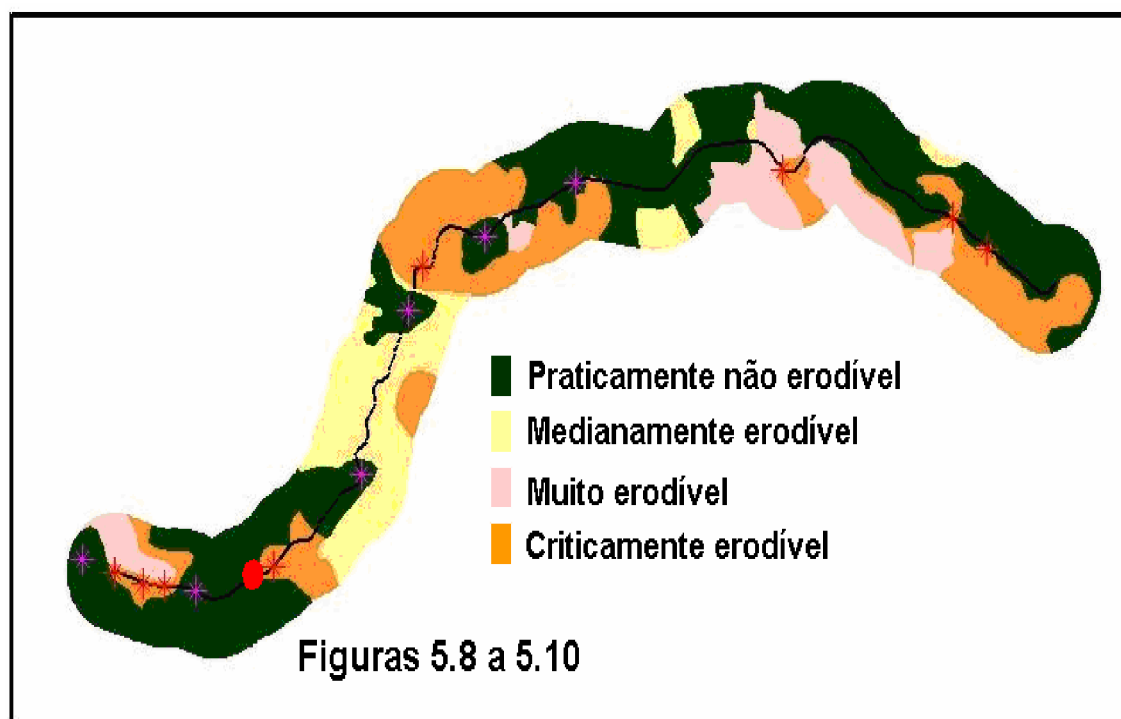 Praticamente não erodível
Medianamente erodível
Muito erodível
Criticamente erodível
Figuras 5.8 a 5.10